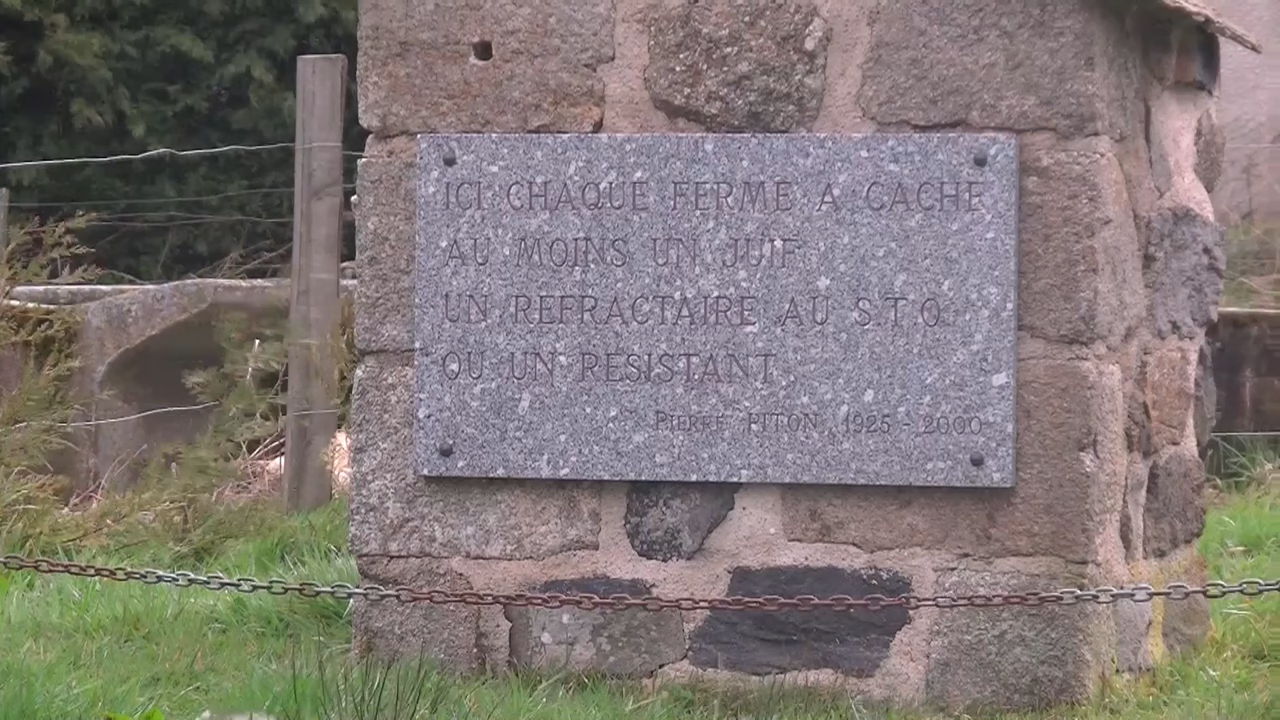 ICI CHAQUE FERME A CACHE
AU MOINS UN JUIF
UN REFRACTAIRE AU S.T.O.
OU UN RESISTANT
PIERRE PITON 1925 - 2000